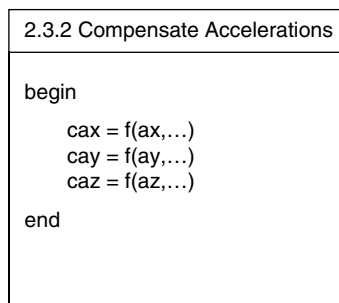 2.3.2 Compensate Accelerations
begin
cax = f(ax,…)
cay = f(ay,…)
caz = f(az,…)
end